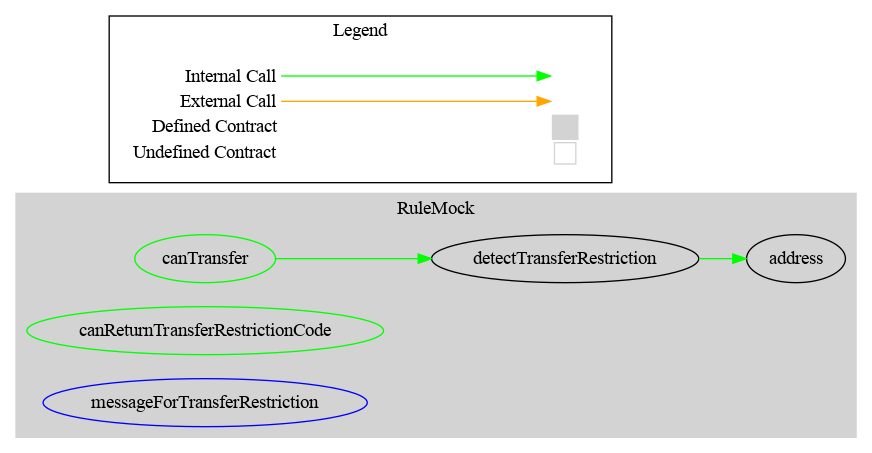 Legend
Internal Call
External Call
Defined Contract
Undefined Contract
RuleMock
canTransfer
detectTransferRestriction
address
canReturnTransferRestrictionCode
messageForTransferRestriction